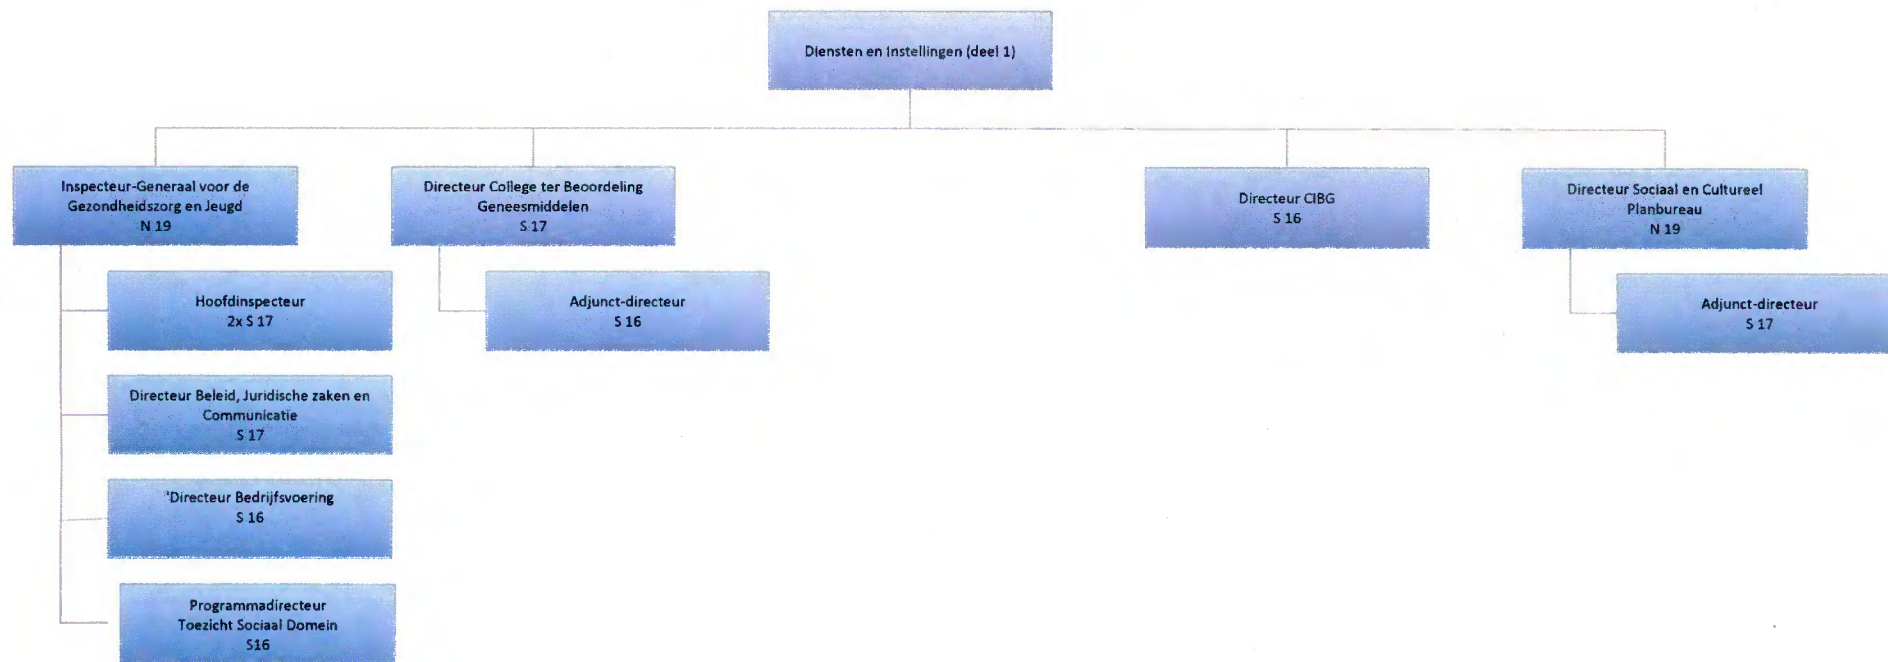 Diensten en Instellingen (deel 1)
Inspecteur-Generaal voor de
Gezondheidszorg en Jeugd
N 19
Directeur College ter Beoordeling
Geneesmiddelen
S 17
Directeur CIBG
S 16
Directeur Sociaal en Cultureel
Planbureau
N 19
Hoofdinspecteur
2x S 17
Adjunct-directeur
S 16
Adjunct-directeur
S 17
Directeur Beleid, Juridische zaken en
Communicatie
S 17
'Directeur Bedrijfsvoering
S 16
Programmadirecteur
Toezicht Sociaal Domein
S16